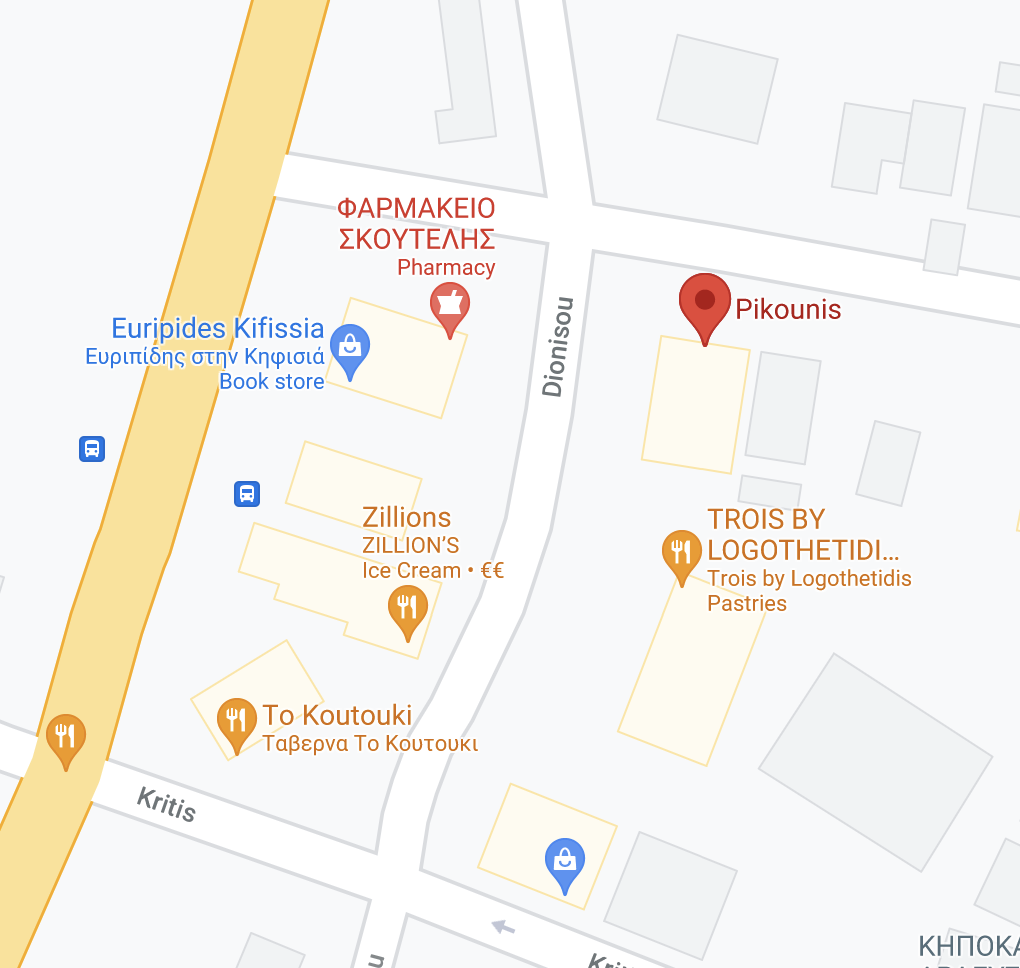 ΦΑΡΜΑΚΕΙΟ
ΣΚΟΥΤΕΛΗΣ
Pharmacy
Pikounis
Euripides Kifissia
Ευριπίδης στην Κηφισιά
Book store
Dionisou
Zillions
ZILLION'S
Ice Cream • €€
TROIS BY
LOGOTHETIDI...
Trois by Logothetidis
Pastries
To Koutouki
Ταβερνα Το Κουτουκι
Kritis